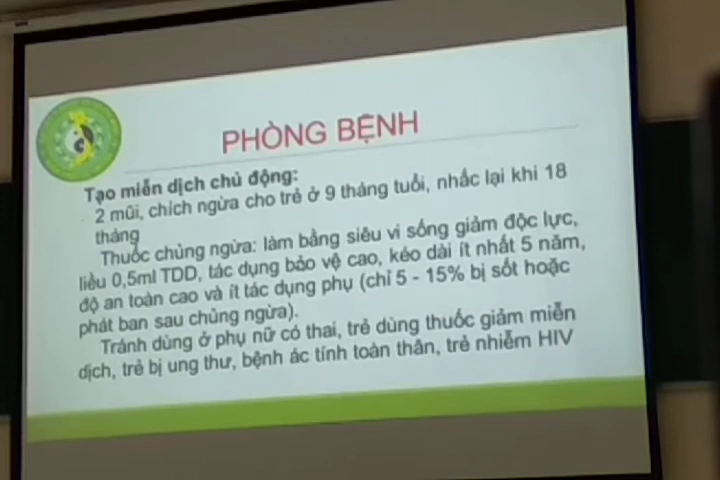 PHÒNG BỆNH
Tạo miễn dịch chủ động:
2 mũi, chích ngừa cho trẻ ở 9 tháng tuổi, nhắc lại khi 18
tháng
Thuốc chủng ngừa: làm bằng siêu vi sống giảm độc lực,
liều 0,5ml TDD, tác dụng bảo vệ cao, kéo dài ít nhất 5 năm,
độ an toàn cao và ít tác dụng phụ (chỉ 5 - 15% bị sốt hoặc
phát ban sau chủng ngừa).
Tránh dùng ở phụ nữ có thai, trẻ dùng thuốc giảm miễn
dịch, trẻ bị ung thư, bệnh ác tính toàn thân, trẻ nhiễm HIV